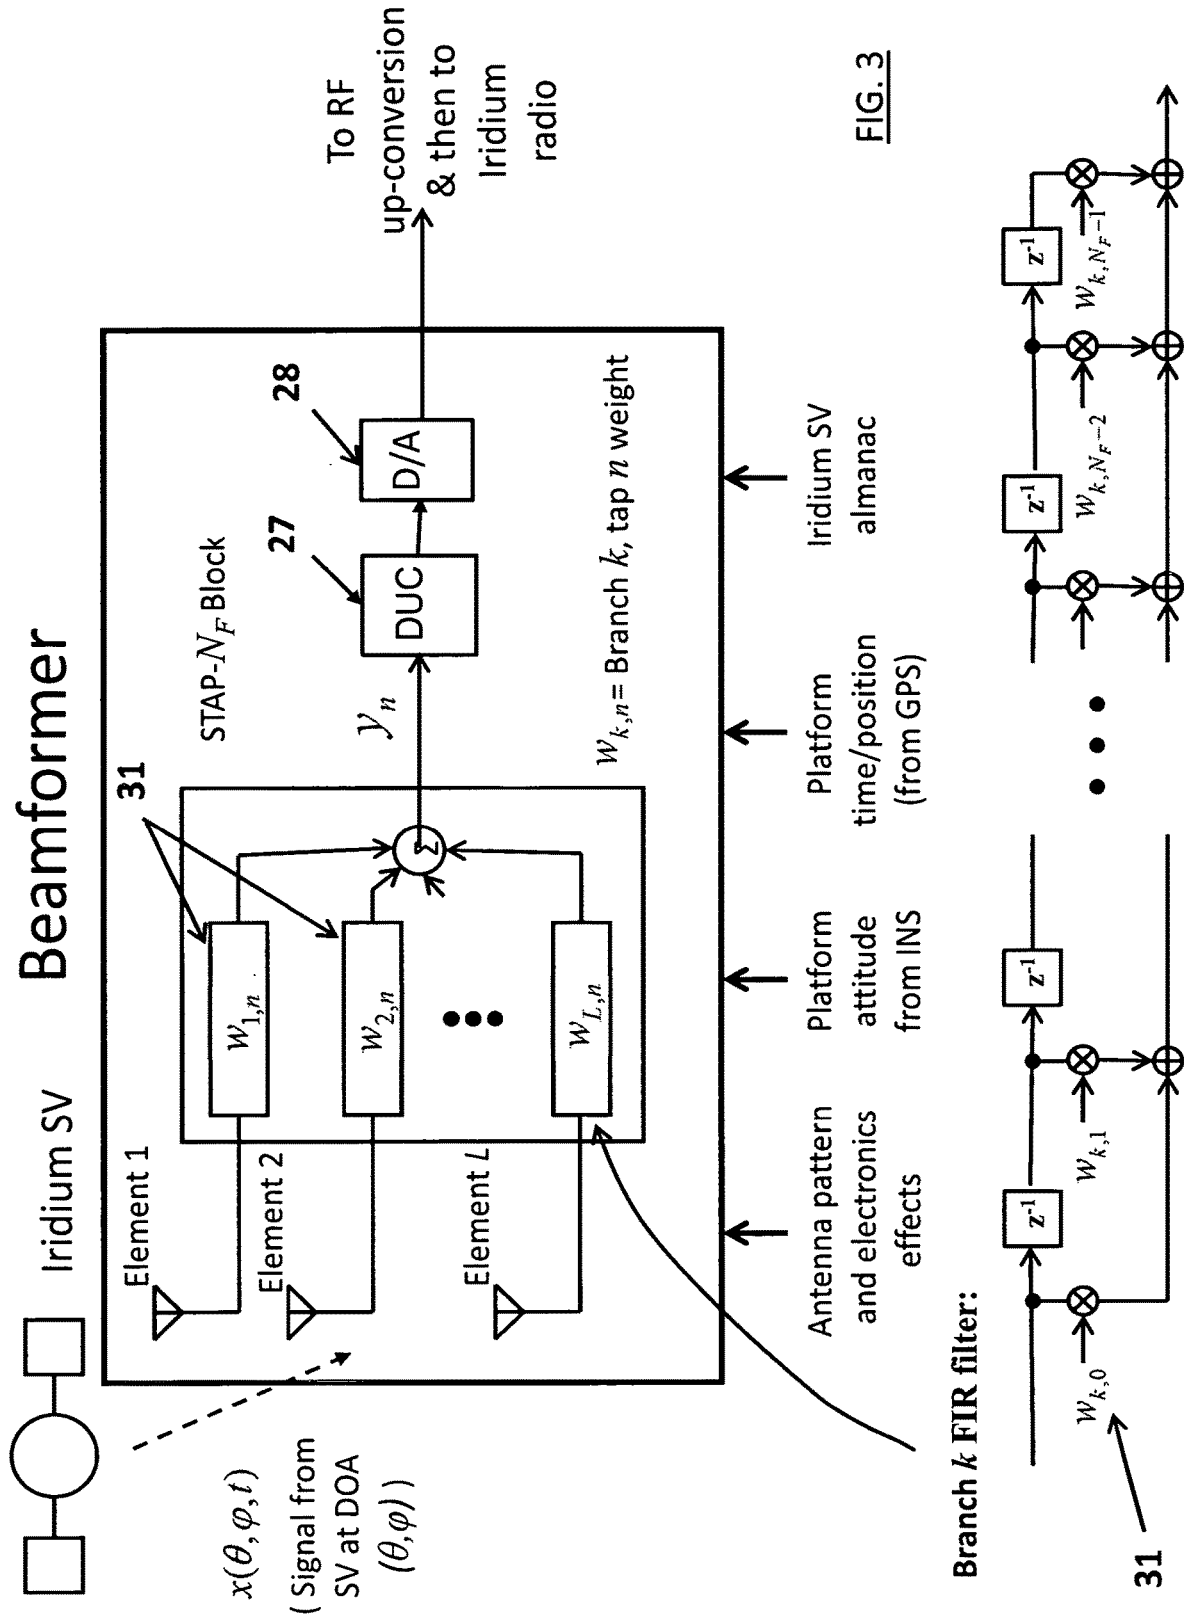 Beamformer
Iridium SV
x(θ,φ,t)
( Signal from
SV at DOA
(θ,φ) )
Element 1
Element 2
Element L
31
w1,n
w2,n
wL,n
Σ
STAP-NF Block
yn
27
DUC
28
D/A
To RF
up-conversion
& then to
Iridium
radio
wk,n = Branch k, tap n weight
Antenna pattern
and electronics
effects
Platform
attitude
from INS
Platform
time/position
(from GPS)
Iridium SV
almanac
FIG. 3
Branch k FIR filter:
z-1
z-1
z-1
z-1
wk,0
wk,1
wk,NF−2
wk,NF−1
31